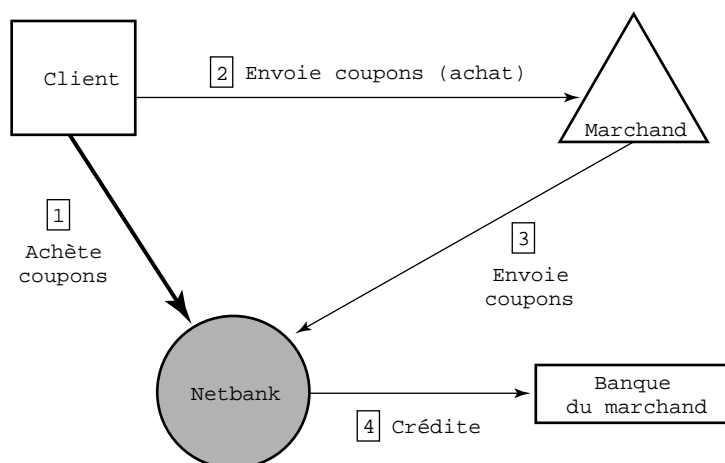 Client
2 Envoie coupons (achat)
Marchand
1
Achète
coupons
3
Envoie
coupons
Netbank
4 Crédite
Banque
du marchand